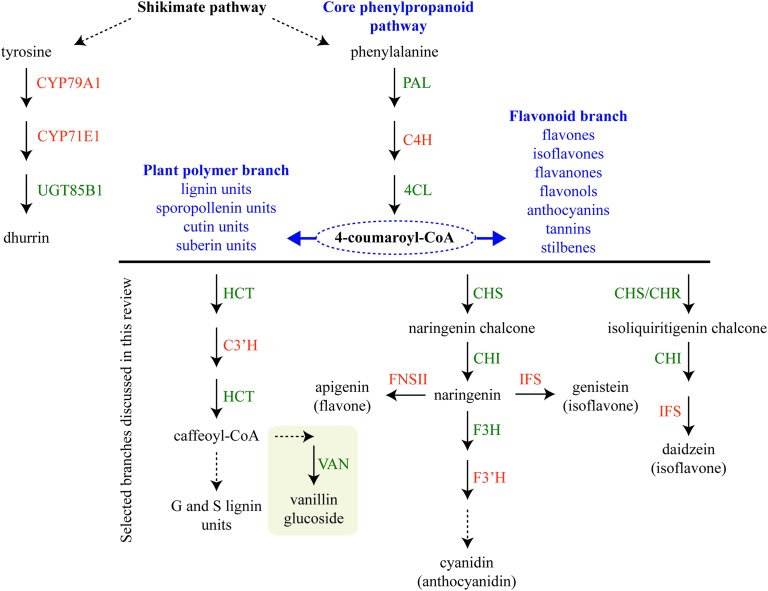 Shikimate pathway
Core phenylpropanoid
pathway
tyrosine
phenylalanine
CYP79A1
PAL
CYP71E1
C4H
UGT85B1
4CL
dhurrin
Plant polymer branch
lignin units
sporopollenin units
cutin units
suberin units
4-coumaroyl-CoA
Flavonoid branch
flavones
isoflavones
flavanones
flavonols
anthocyanins
tannins
stilbenes
Selected branches discussed in this review
HCT
C3’H
HCT
caffeoyl-CoA
VAN
vanillin
glucoside
G and S lignin
units
CHS
naringenin chalcone
CHI
apigenin
(flavone)
FNSII
naringenin
IFS
genistein
(isoflavone)
F3H
F3’H
cyanidin
(anthocyanidin)
CHS/CHR
isoliquiritigenin chalcone
CHI
IFS
daidzein
(isoflavone)